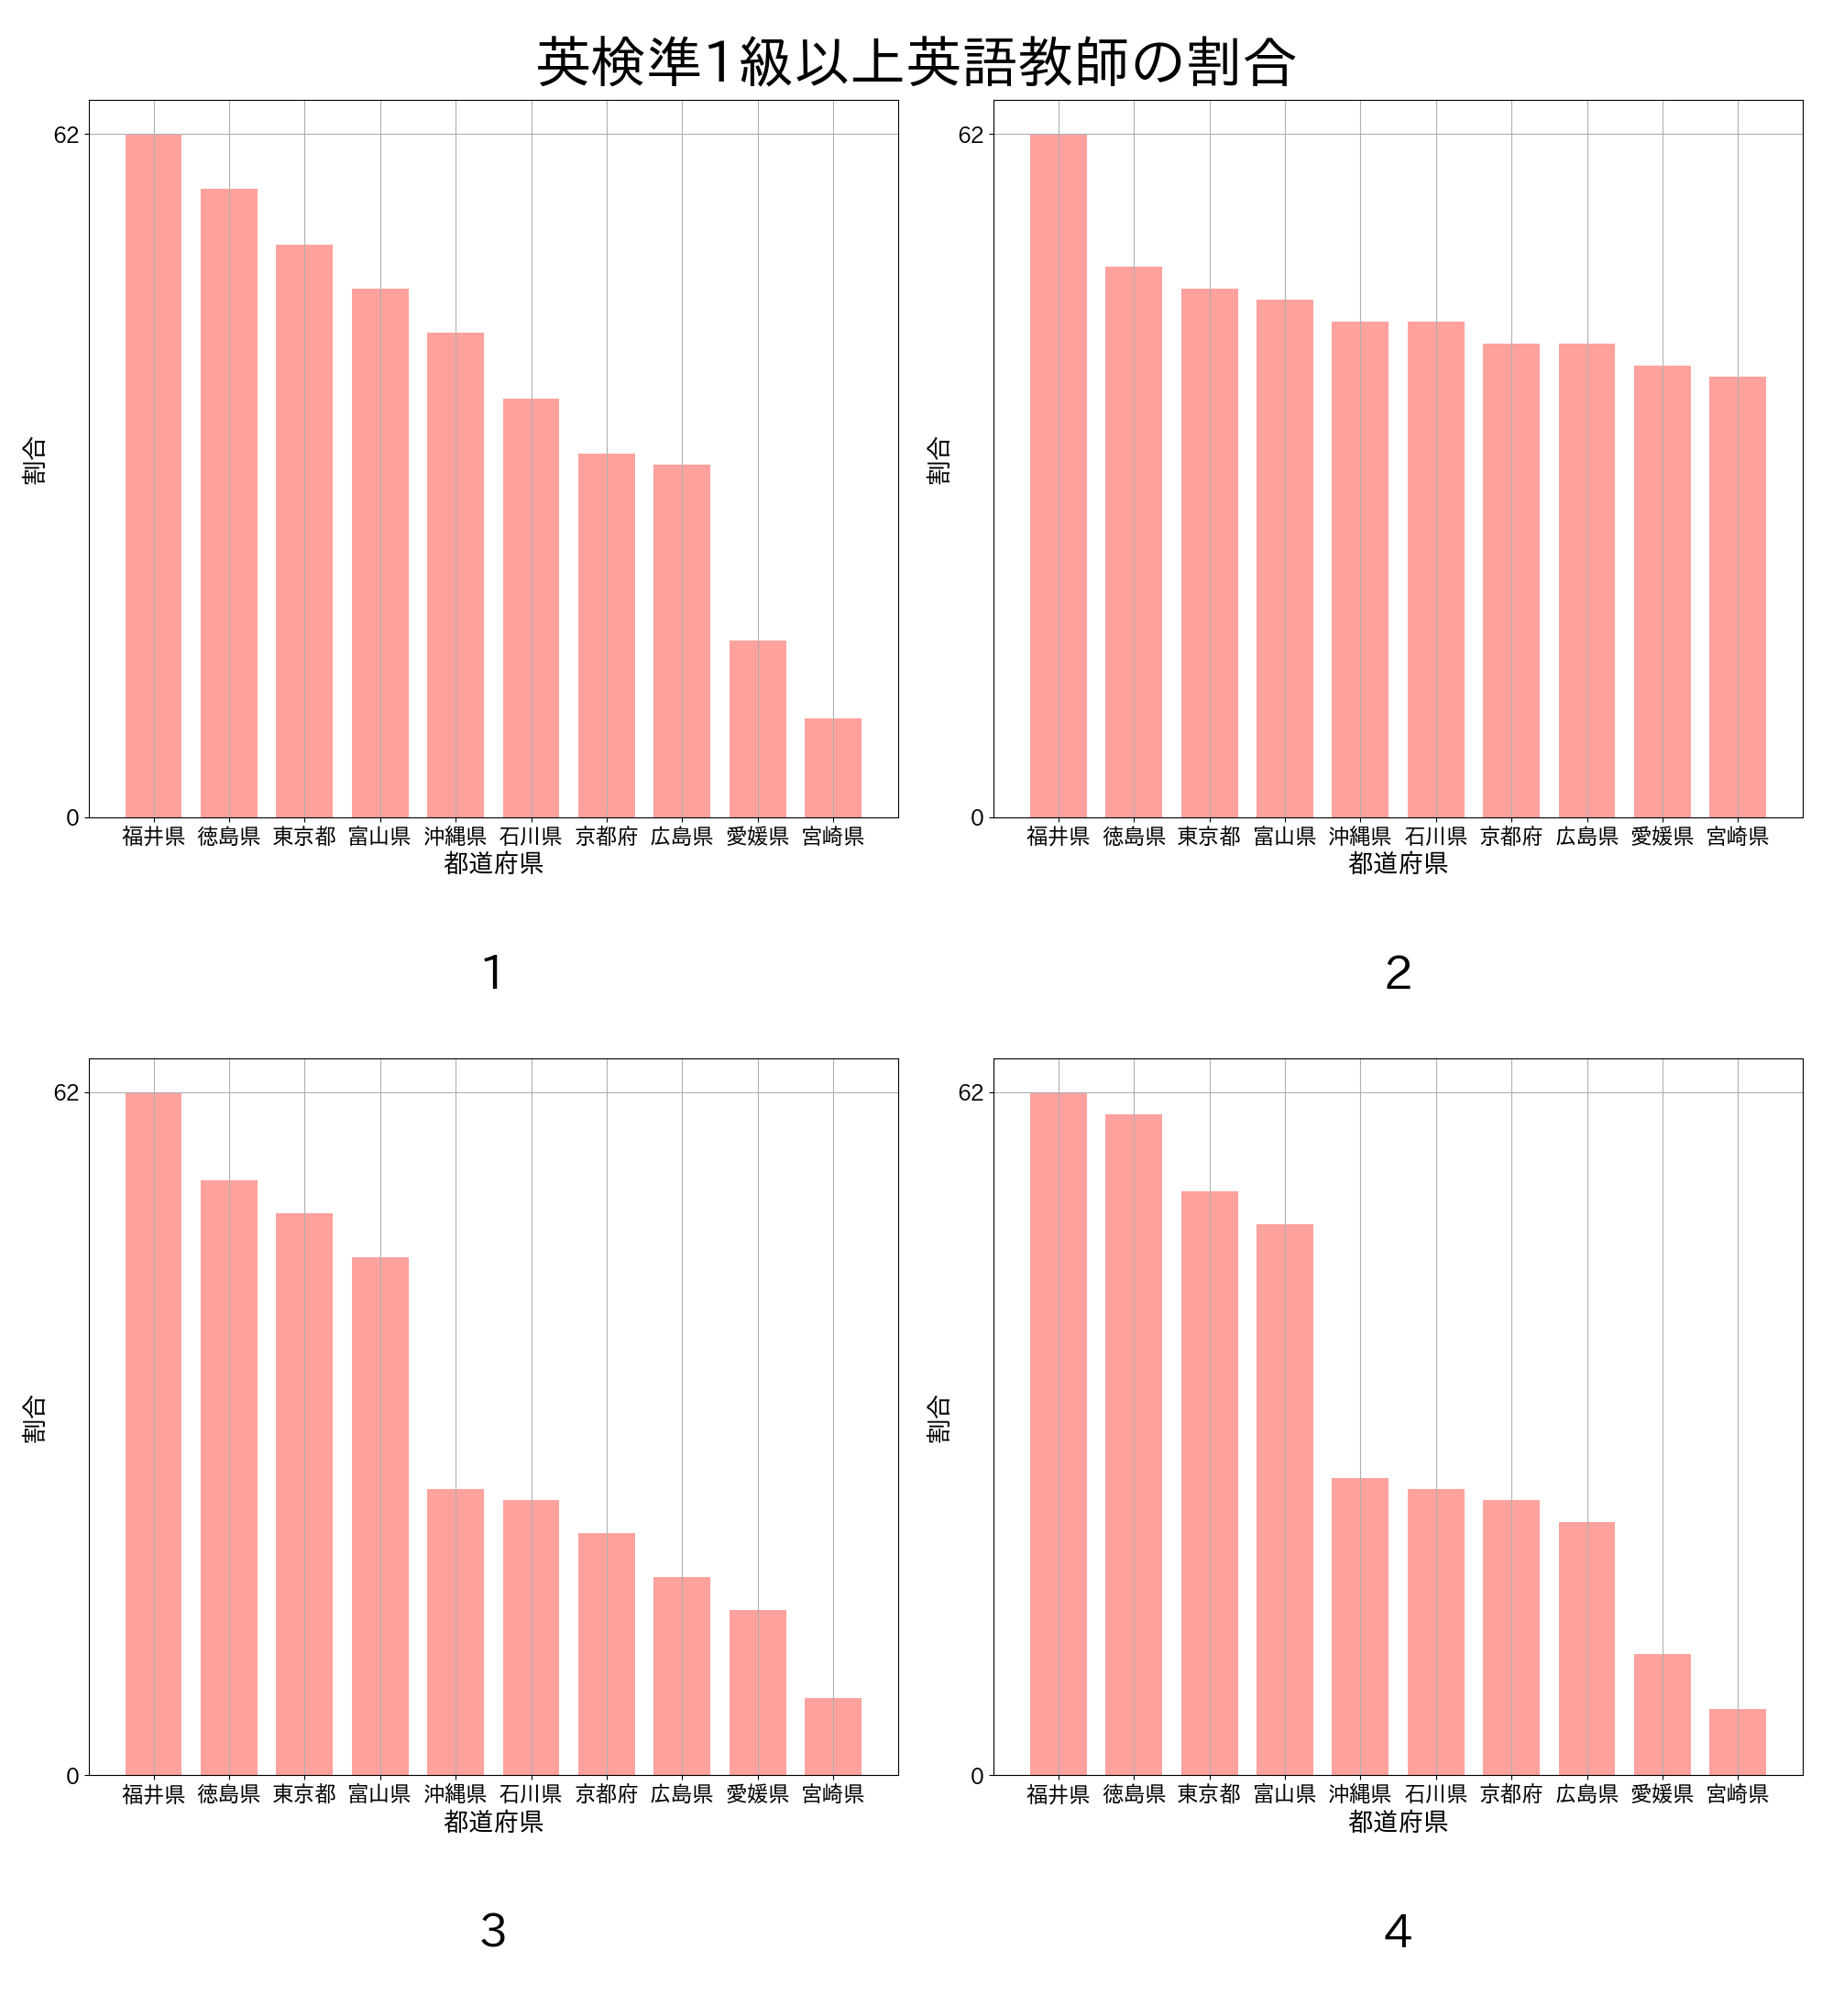 英検準1級以上英語教師の割合
62
0
割合
福井県 徳島県 東京都 富山県 沖縄県 石川県 京都府 広島県 愛媛県 宮崎県
都道府県
1
62
0
割合
福井県 徳島県 東京都 富山県 沖縄県 石川県 京都府 広島県 愛媛県 宮崎県
都道府県
2
62
0
割合
福井県 徳島県 東京都 富山県 沖縄県 石川県 京都府 広島県 愛媛県 宮崎県
都道府県
3
62
0
割合
福井県 徳島県 東京都 富山県 沖縄県 石川県 京都府 広島県 愛媛県 宮崎県
都道府県
4